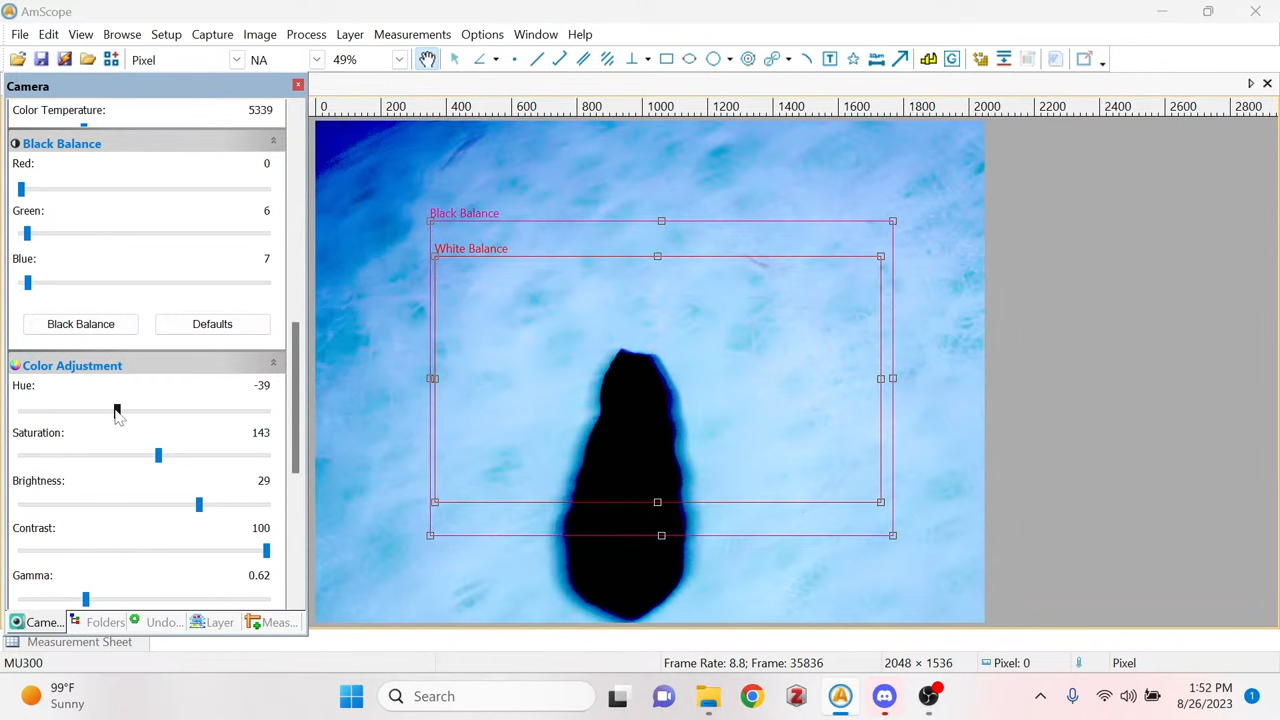 AmScope
File Edit View Browse Setup Capture Image Process Layer Measurements Options Window Help
Pixel NA 49%
Camera
Color Temperature: 5339
0 200 400 600 800 1000 1200 1400 1600 1800 2000 2200 2400 2600 2800
Black Balance
Red: 0
Green: 6
Blue: 7
Black Balance Defaults
Color Adjustment
Hue: -39
Saturation: 143
Brightness: 29
Contrast: 100
Gamma: 0.62
Black Balance
White Balance
Came... Folders Undo... Layer Meas...
Measurement Sheet
MU300 Frame Rate: 8.8; Frame: 35836 2048 × 1536 Pixel: 0 Pixel
99°F
Sunny
Search
1:52 PM
8/26/2023
1